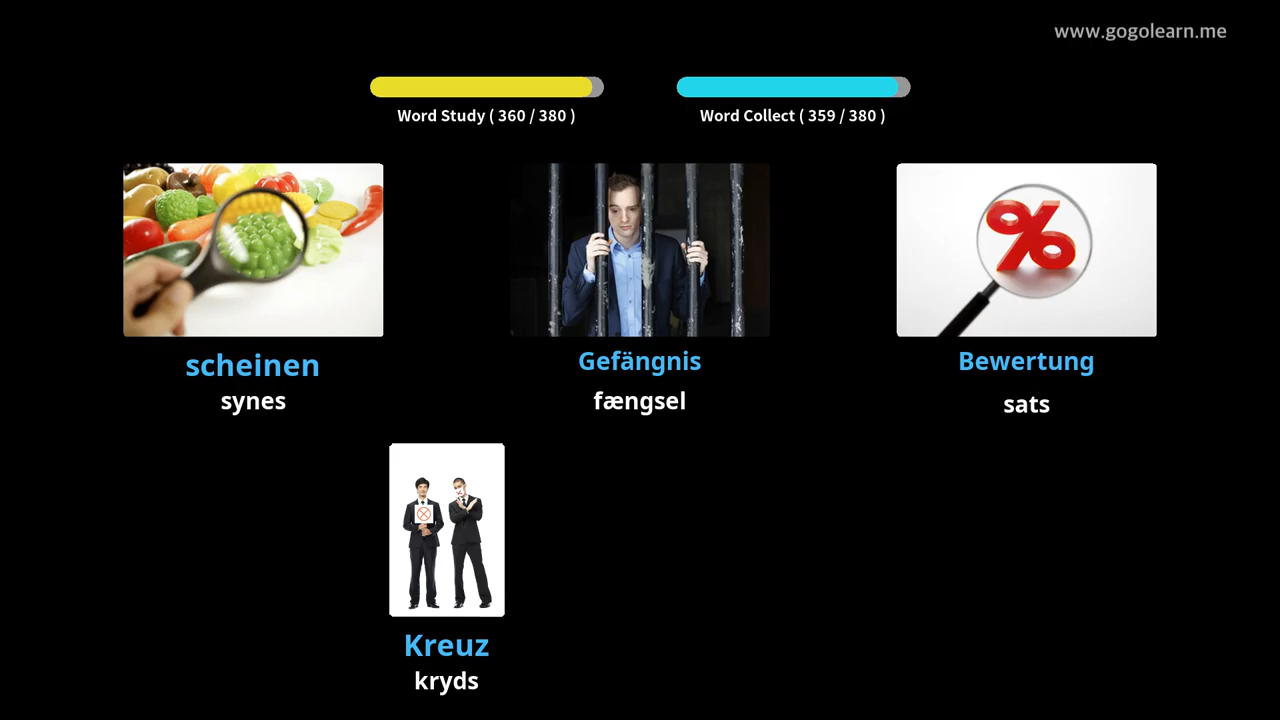 www.gogolearn.me
Word Study ( 360 / 380 )
Word Collect ( 359 / 380 )
scheinen
synes
Gefängnis
fængsel
Bewertung
sats
Kreuz
kryds